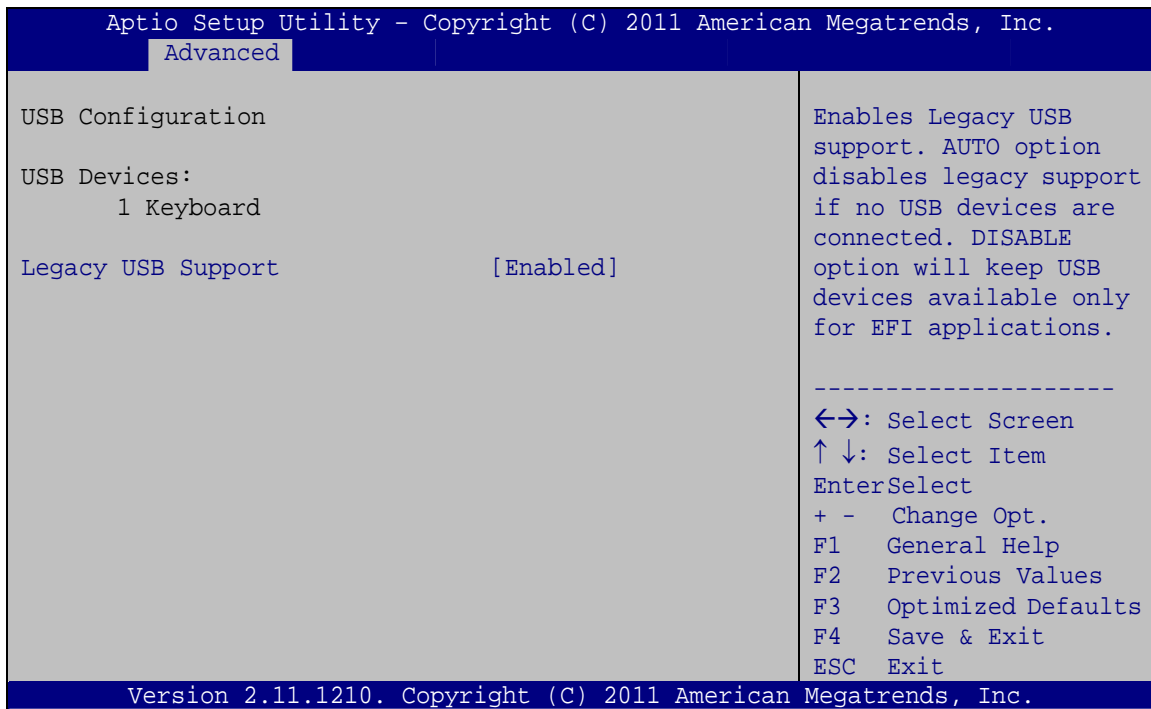 Aptio Setup Utility – Copyright (C) 2011 American Megatrends, Inc.
Advanced
USB Configuration
USB Devices:
1 Keyboard
Legacy USB Support [Enabled]
Enables Legacy USB
support. AUTO option
disables legacy support
if no USB devices are
connected. DISABLE
option will keep USB
devices available only
for EFI applications.
---------------------
←→: Select Screen
↑ ↓: Select Item
EnterSelect
+ - Change Opt.
F1 General Help
F2 Previous Values
F3 Optimized Defaults
F4 Save & Exit
ESC Exit
Version 2.11.1210. Copyright (C) 2011 American Megatrends, Inc.